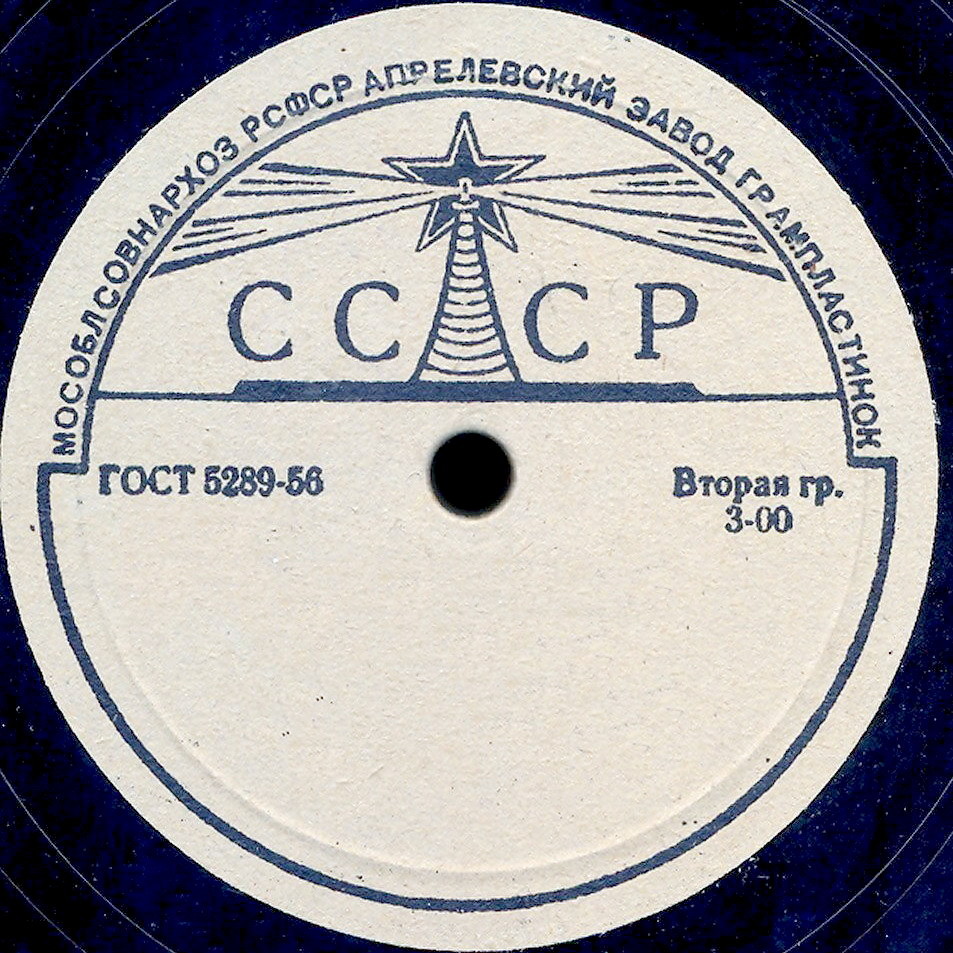 МОСОБЛСОВНАРХОЗ РСФСР АПРЕЛЕВСКИЙ ЗАВОД ГРАМПЛАСТИНОК
СССР
ГОСТ 5289-56
Вторая гр.
3-00